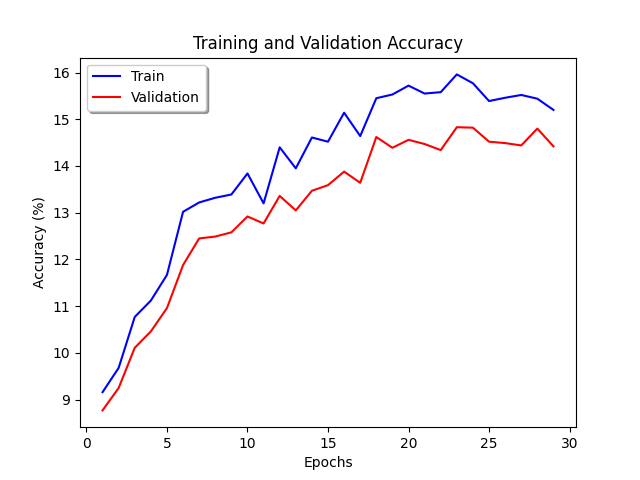 Training and Validation Accuracy
Train
Validation
16
15
14
13
12
11
10
9
Accuracy (%)
0 5 10 15 20 25 30
Epochs